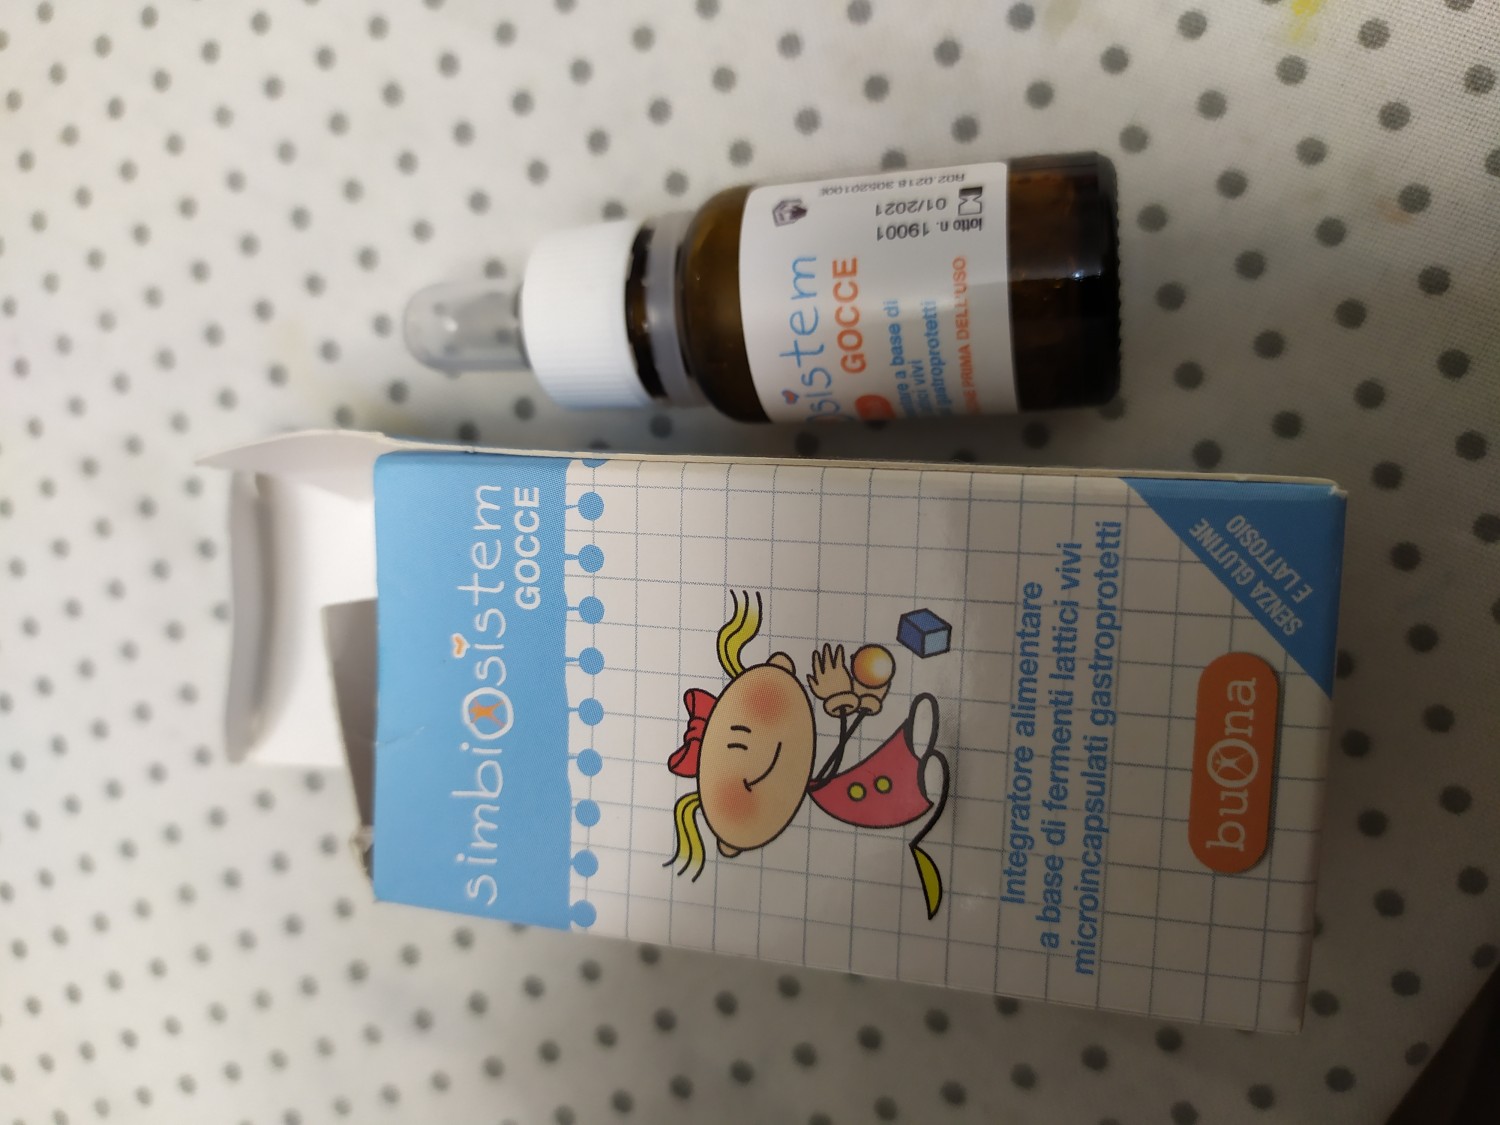 simbiosistem
GOCCE
Integratore alimentare
a base di fermenti lattici vivi
microincapsulati gastroprotetti
SENZA GLUTINE
E LATTOSIO
buona
sistem
GOCCE
a base di
vivi
gastroprotetti
PRIMA DELL'USO
lotto n. 19001
01/2021